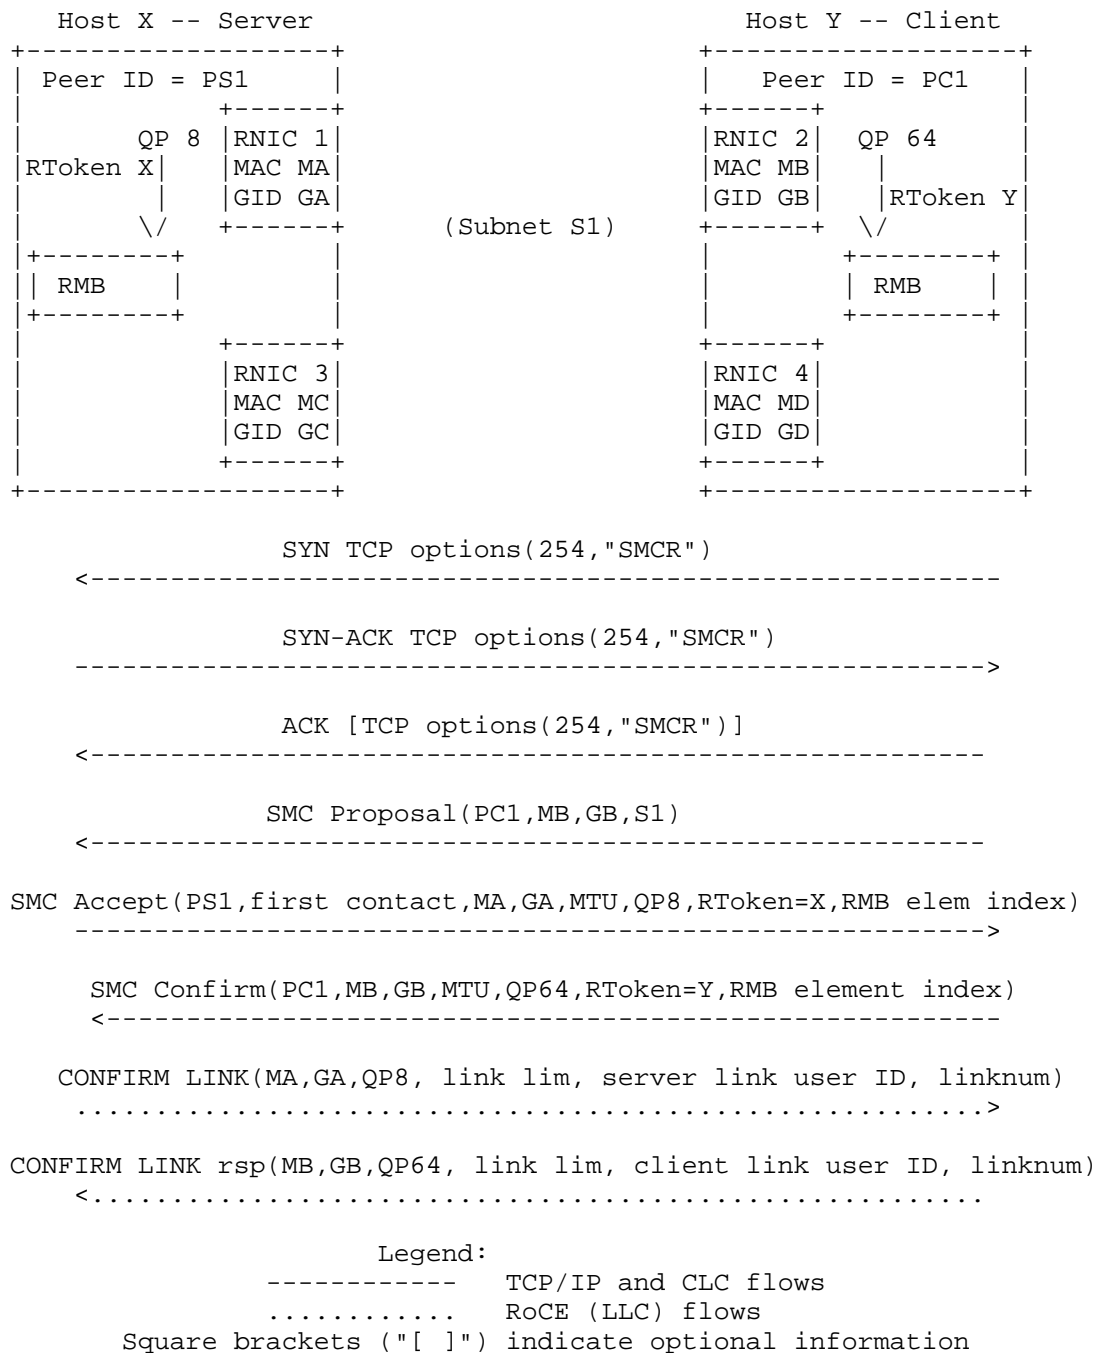 Host X -- Server                           Host Y -- Client
+-------------------+                      +-------------------+
| Peer ID = PS1     |                      |   Peer ID = PC1   |
|            +------+                      +------+            |
|       QP 8 |RNIC 1|                      |RNIC 2|  QP 64     |
|RToken X|   |MAC MA|                      |MAC MB|   |        |
|        |   |GID GA|                      |GID GB|   |RToken Y|
|       \/   +------+      (Subnet S1)     +------+  \/        |
|+--------+         |                      |        +--------+ |
|| RMB    |         |                      |        | RMB    | |
|+--------+         |                      |        +--------+ |
|            +------+                      +------+            |
|            |RNIC 3|                      |RNIC 4|            |
|            |MAC MC|                      |MAC MD|            |
|            |GID GC|                      |GID GD|            |
|            +------+                      +------+            |
+-------------------+                      +-------------------+
                 SYN TCP options(254,"SMCR")
    <---------------------------------------------------------
                 SYN-ACK TCP options(254,"SMCR")
    --------------------------------------------------------->
                 ACK [TCP options(254,"SMCR")]
    <--------------------------------------------------------
                SMC Proposal(PC1,MB,GB,S1)
    <--------------------------------------------------------
SMC Accept(PS1,first contact,MA,GA,MTU,QP8,RToken=X,RMB elem index)
    --------------------------------------------------------->
     SMC Confirm(PC1,MB,GB,MTU,QP64,RToken=Y,RMB element index)
     <--------------------------------------------------------
   CONFIRM LINK(MA,GA,QP8, link lim, server link user ID, linknum)
    .........................................................>
CONFIRM LINK rsp(MB,GB,QP64, link lim, client link user ID, linknum)
    <........................................................
                       Legend:
                ------------   TCP/IP and CLC flows
                ............   RoCE (LLC) flows
       Square brackets ("[ ]") indicate optional information